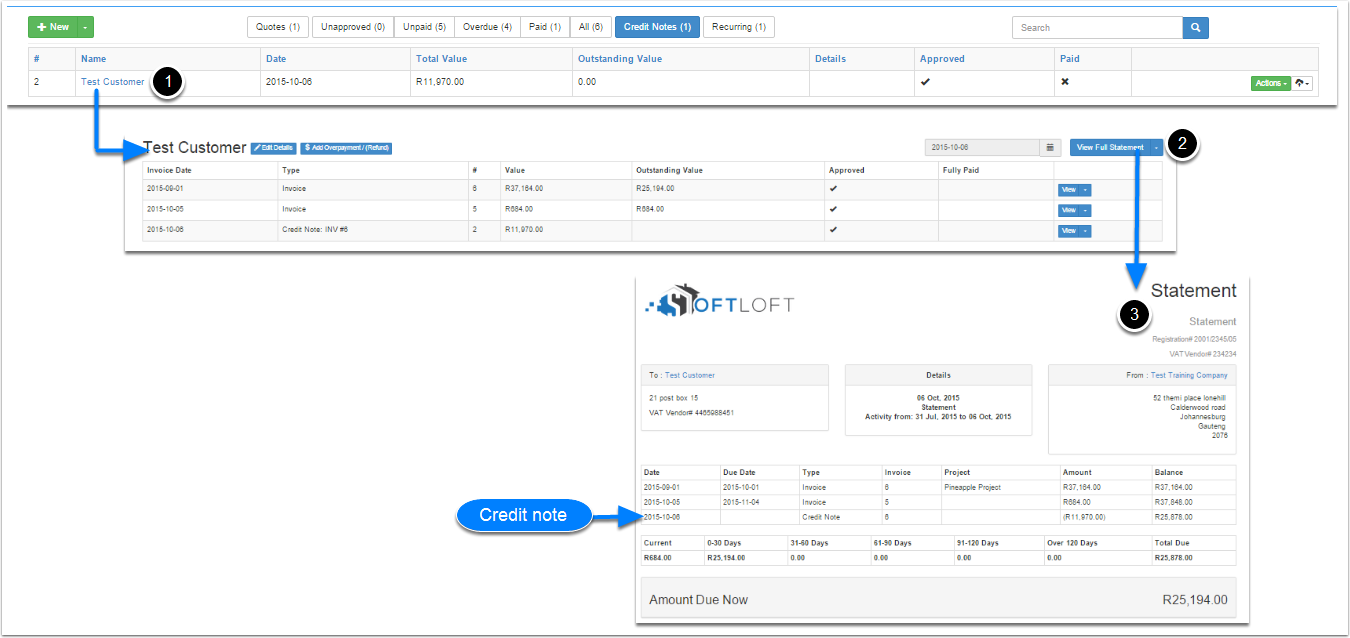 New
Quotes (1) Unapproved (0) Unpaid (5) Overdue (4) Paid (1) All (6) Credit Notes (1) Recurring (1)
Search
# Name Date Total Value Outstanding Value Details Approved Paid
2 Test Customer 2015-10-06 R11,970.00 0.00 Actions
1
Test Customer Edit Details $ Add Overpayment / (Refund) 2015-10-06 View Full Statement
2
Invoice Date Type # Value Outstanding Value Approved Fully Paid
2015-09-01 Invoice 6 R37,164.00 R25,194.00 View
2015-10-05 Invoice 5 R684.00 R684.00 View
2015-10-06 Credit Note: INV #6 2 R11,970.00 View
SOFTLOFT
Statement
3
Statement
Registration# 2001/2345/05
VAT Vendor# 234234
To : Test Customer
21 post box 15
VAT Vendor# 4465988451
Details
06 Oct, 2015
Statement
Activity from: 31 Jul, 2015 to 06 Oct, 2015
From : Test Training Company
52 themi place lonehill
Calderwood road
Johannesburg
Gauteng
2076
Date Due Date Type Invoice Project Amount Balance
2015-09-01 2015-10-01 Invoice 6 Pineapple Project R37,164.00 R37,164.00
2015-10-05 2015-11-04 Invoice 5 R684.00 R37,848.00
Credit note
2015-10-06 Credit Note 6 (R11,970.00) R25,878.00
Current 0-30 Days 31-60 Days 61-90 Days 91-120 Days Over 120 Days Total Due
R684.00 R25,194.00 0.00 0.00 0.00 0.00 R25,878.00
Amount Due Now R25,194.00